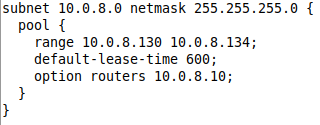 subnet 10.0.8.0 netmask 255.255.255.0 {
  pool {
    range 10.0.8.130 10.0.8.134;
    default-lease-time 600;
    option routers 10.0.8.10;
  }
}